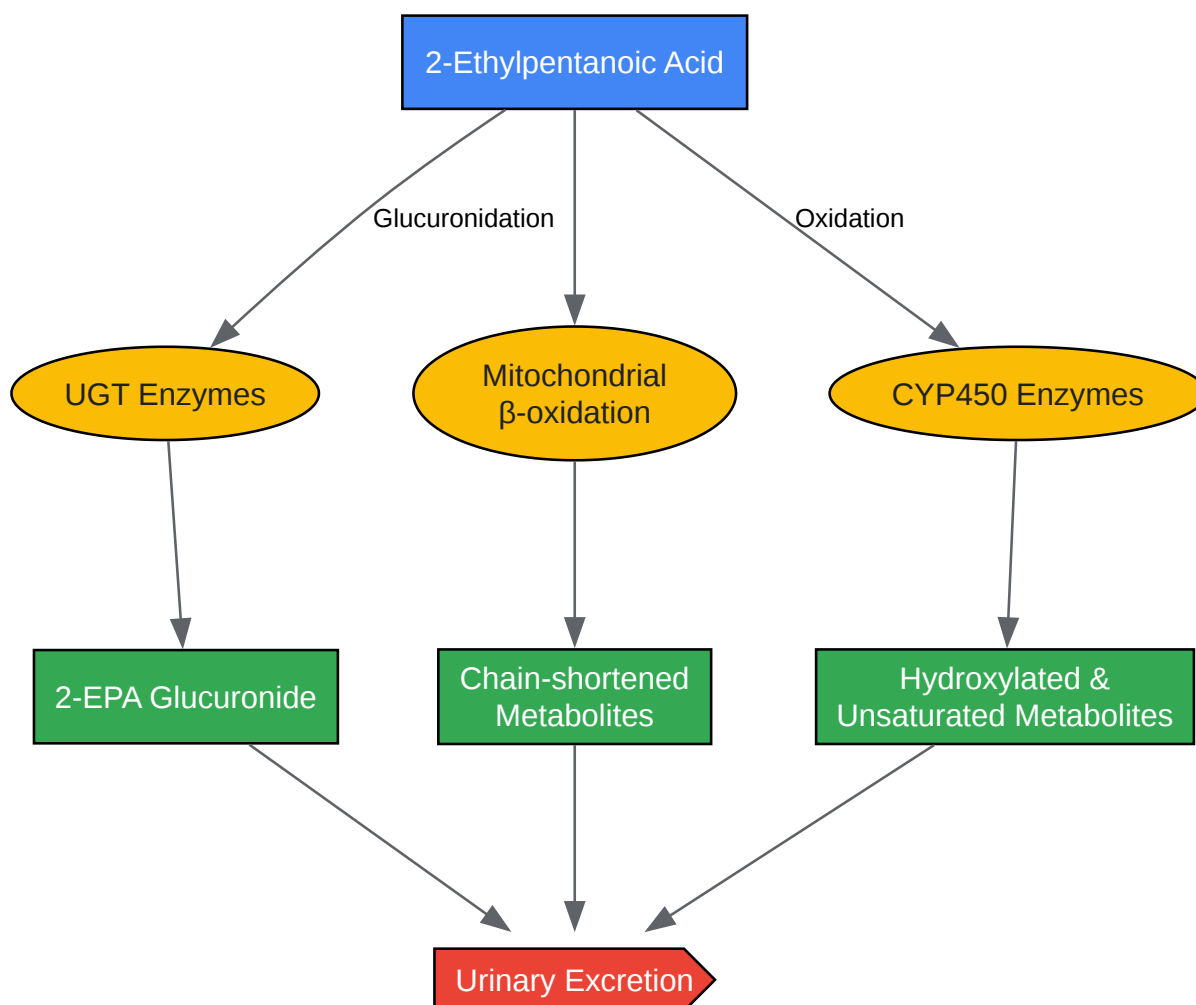 2-Ethylpentanoic Acid
Glucuronidation
Oxidation
UGT Enzymes
Mitochondrial
β-oxidation
CYP450 Enzymes
2-EPA Glucuronide
Chain-shortened
Metabolites
Hydroxylated &
Unsaturated Metabolites
Urinary Excretion